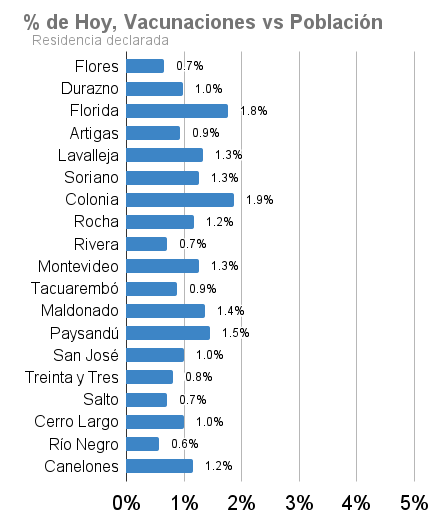 % de Hoy, Vacunaciones vs Población
Residencia declarada
Flores 0.7%
Durazno 1.0%
Florida 1.8%
Artigas 0.9%
Lavalleja 1.3%
Soriano 1.3%
Colonia 1.9%
Rocha 1.2%
Rivera 0.7%
Montevideo 1.3%
Tacuarembó 0.9%
Maldonado 1.4%
Paysandú 1.5%
San José 1.0%
Treinta y Tres 0.8%
Salto 0.7%
Cerro Largo 1.0%
Río Negro 0.6%
Canelones 1.2%
0% 1% 2% 3% 4% 5%